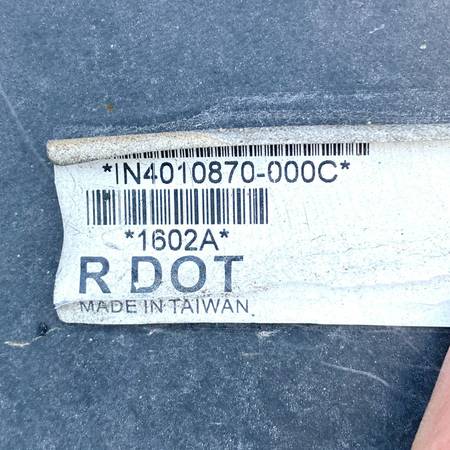 *IN4010870-000C*
*1602A*
R DOT
MADE IN TAIWAN